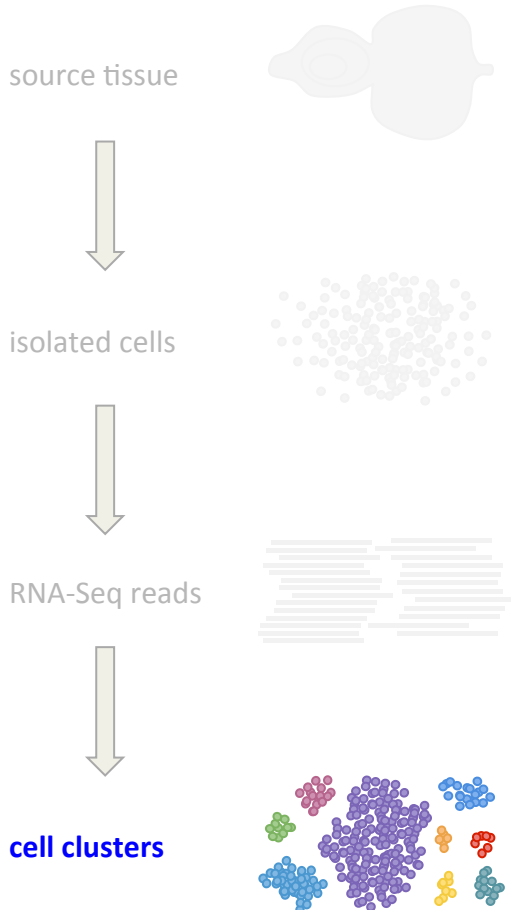 source tissue
isolated cells
RNA-Seq reads
cell clusters